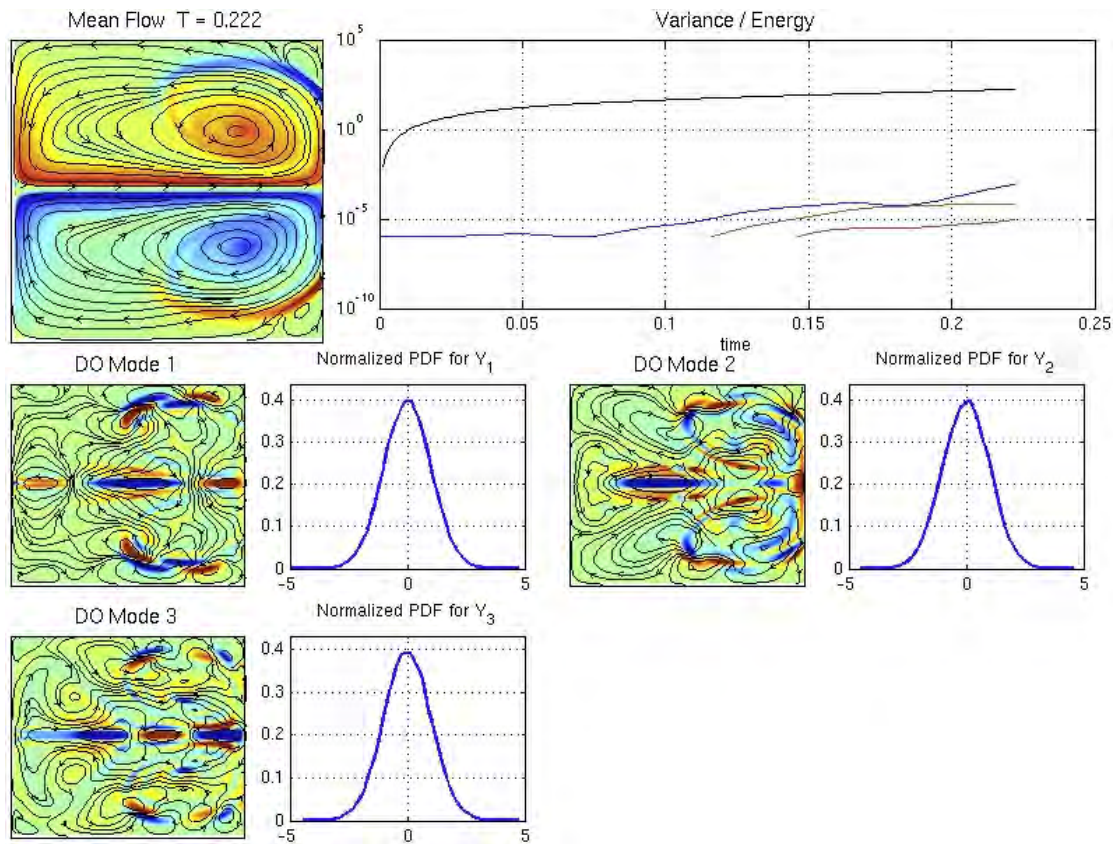 Mean Flow T = 0.222
Variance / Energy
10^5
10^0
10^-5
10^-10
0 0.05 0.1 0.15 0.2 0.25
time
DO Mode 1
Normalized PDF for Y_1
0.4
0.3
0.2
0.1
0
-5 0 5
DO Mode 2
Normalized PDF for Y_2
0.4
0.3
0.2
0.1
0
-5 0 5
DO Mode 3
Normalized PDF for Y_3
0.4
0.3
0.2
0.1
0
-5 0 5